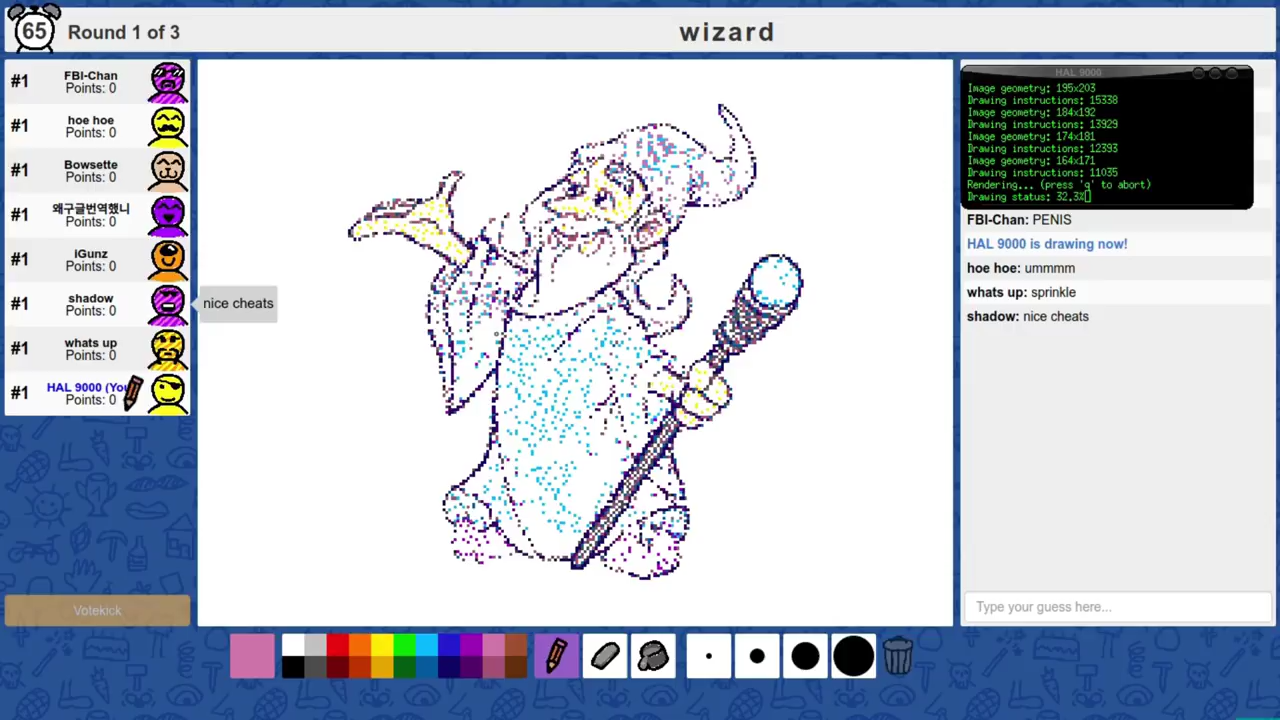 65
Round 1 of 3
wizard
#1
FBI-Chan
Points: 0
#1
hoe hoe
Points: 0
#1
Bowsette
Points: 0
#1
왜구글번역했니
Points: 0
#1
iGunz
Points: 0
#1
shadow
Points: 0
nice cheats
#1
whats up
Points: 0
#1
HAL 9000 (You
Points: 0
Votekick
HAL 9000
Image geometry: 195x203
Drawing instructions: 15338
Image geometry: 184x192
Drawing instructions: 13929
Image geometry: 174x181
Drawing instructions: 12393
Image geometry: 164x171
Drawing instructions: 11035
Rendering... (press 'q' to abort)
Drawing status: 32.3%
FBI-Chan: PENIS
HAL 9000 is drawing now!
hoe hoe: ummmm
whats up: sprinkle
shadow: nice cheats
Type your guess here...